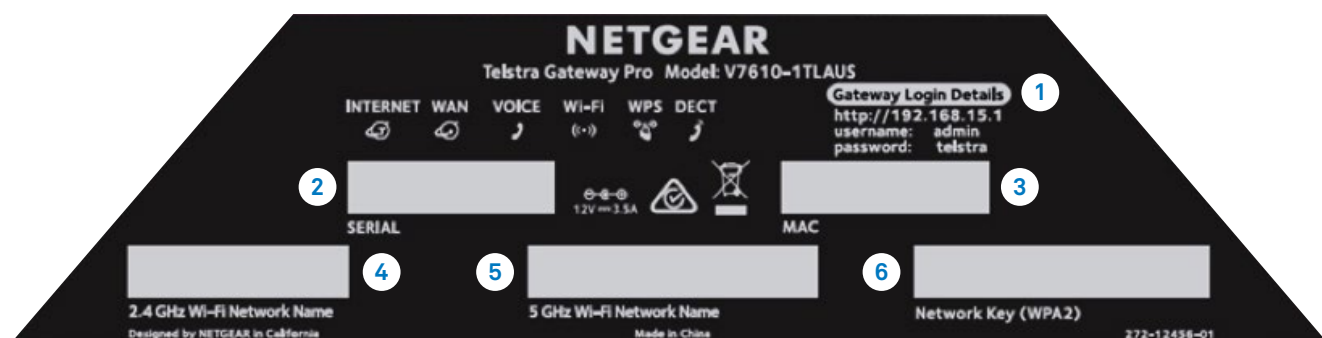 NETGEAR
Telstra Gateway Pro Model: V7610-1TLAUS
Gateway Login Details 1
http://192.168.15.1
username: admin
password: telstra
INTERNET WAN VOICE Wi-Fi WPS DECT
2
12V 3.5A
3
SERIAL
MAC
4
5
6
2.4 GHz Wi-Fi Network Name
5 GHz Wi-Fi Network Name
Network Key (WPA2)
Designed by NETGEAR in California
Made in China
272-12456-01